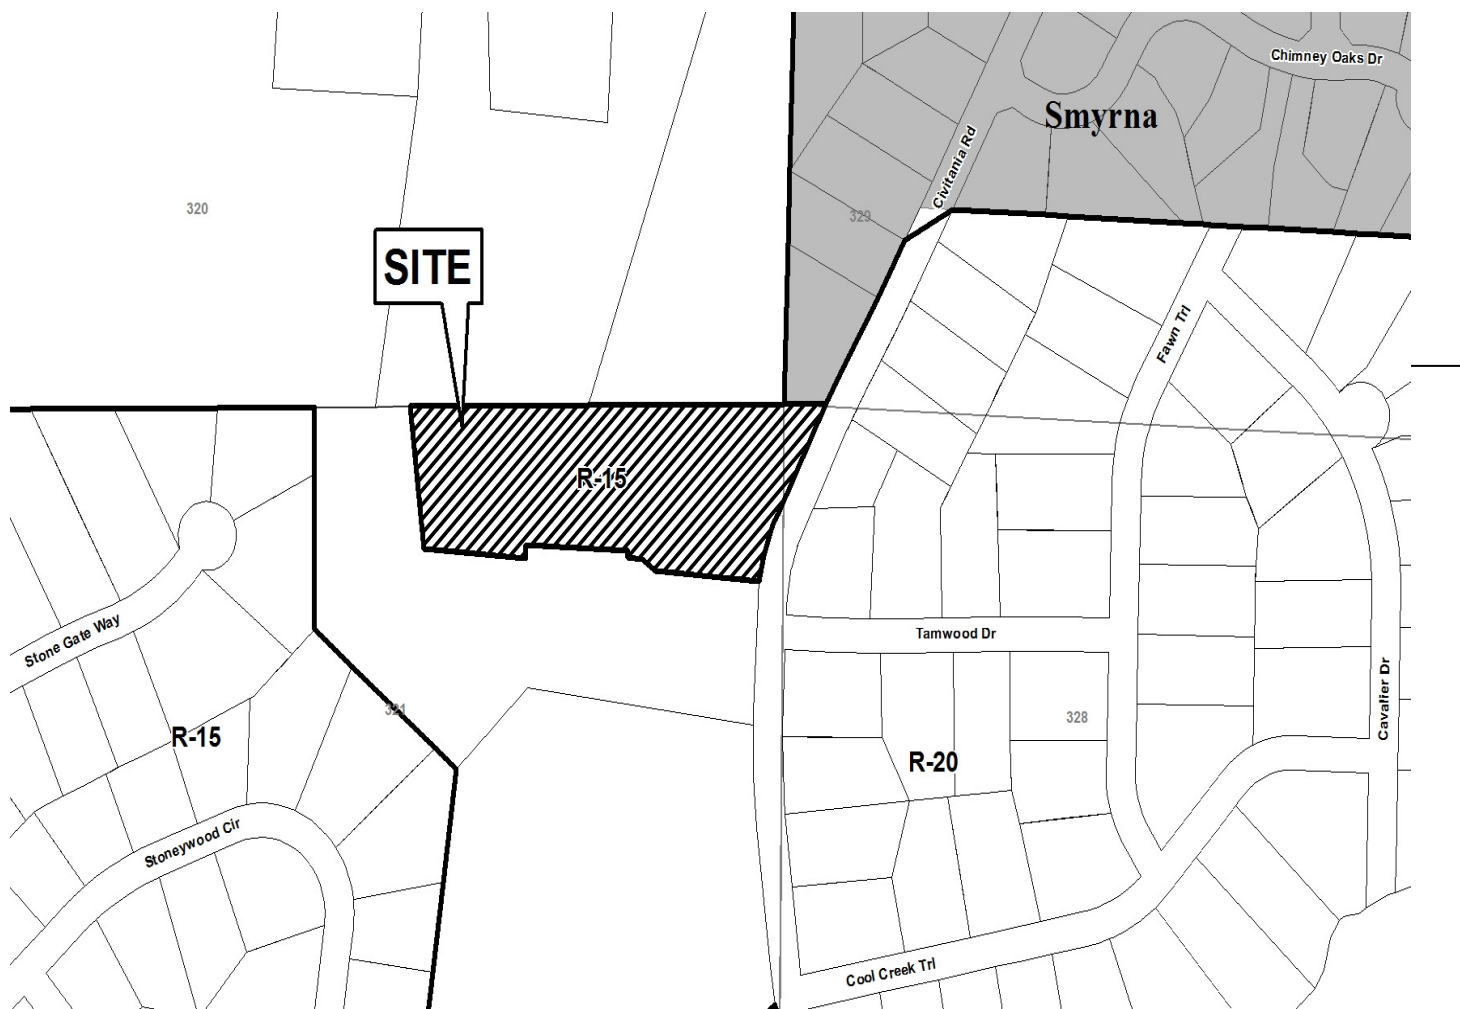 Chimney Oaks Dr
Smyrna
Civitania Rd
320
329
SITE
Fawn Trl
R-15
Stone Gate Way
Tamwood Dr
Cavalier Dr
321
328
R-15
R-20
Stoneywood Cir
Cool Creek Trl